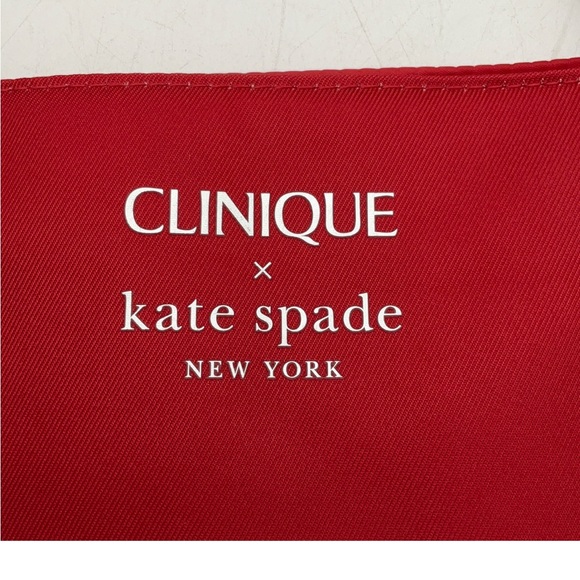 CLINIQUE
×
kate spade
NEW YORK